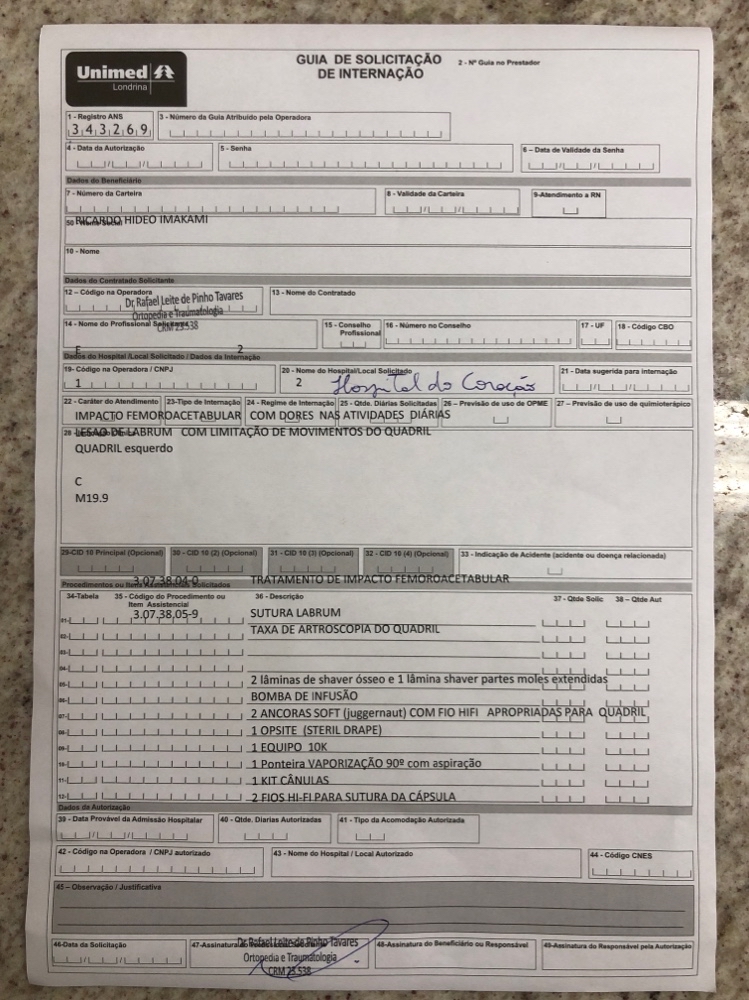 Unimed
Londrina
GUIA DE SOLICITAÇÃO
DE INTERNAÇÃO
2 - Nº Guia no Prestador
1 - Registro ANS
3 4 3 2 6 9
3 - Número da Guia Atribuido pela Operadora
4 - Data da Autorização
5 - Senha
6 – Data de Validade da Senha
Dados do Beneficiário
7 - Número da Carteira
8 - Validade da Carteira
9-Atendimento a RN
50
RICARDO HIDEO IMAKAMI
10 - Nome
Dados do Contratado Solicitante
12 – Código na Operadora
13 - Nome do Contratado
Dr. Rafael Leite de Pinho Tavares
Ortopedia e Traumatologia
CRM 23.538
14 - Nome do Profissional Solicitante
15 - Conselho Profissional
16 - Número no Conselho
17 - UF
18 - Código CBO
E 2
Dados do Hospital /Local Solicitado / Dados da Internação
19- Código na Operadora / CNPJ
20 - Nome do Hospital/Local Solicitado
21 - Data sugerida para internação
1
2
Hospital do Coração
22 - Caráter do Atendimento
23-Tipo de Internação
24 - Regime de Internação
25 - Qtde. Diárias Solicitadas
26 – Previsão de uso de OPME
27 – Previsão de uso de quimioterápico
IMPACTO FEMOROACETABULAR COM DORES NAS ATIVIDADES DIÁRIAS
28 -
LESAO DE LABRUM COM LIMITAÇÃO DE MOVIMENTOS DO QUADRIL
QUADRIL esquerdo
C
M19.9
29-CID 10 Principal (Opcional)
30 - CID 10 (2) (Opcional)
31 - CID 10 (3) (Opcional)
32 - CID 10 (4) (Opcional)
33 - Indicação de Acidente (acidente ou doença relacionada)
Procedimentos ou Itens Assistenciais Solicitados
3.07.38.04-0 TRATAMENTO DE IMPACTO FEMOROACETABULAR
34-Tabela
35 - Código do Procedimento ou
Item Assistencial
36 - Descrição
37 - Qtde Solic
38 – Qtde Aut
01- 3.07.38,05-9 SUTURA LABRUM
02- TAXA DE ARTROSCOPIA DO QUADRIL
03-
04-
05- 2 lâminas de shaver ósseo e 1 lâmina shaver partes moles extendidas
06- BOMBA DE INFUSÃO
07- 2 ANCORAS SOFT (juggernaut) COM FIO HIFI APROPRIADAS PARA QUADRIL
08- 1 OPSITE (STERIL DRAPE)
09- 1 EQUIPO 10K
10- 1 Ponteira VAPORIZAÇÃO 90º com aspiração
11- 1 KIT CÂNULAS
12- 2 FIOS HI-FI PARA SUTURA DA CÁPSULA
Dados da Autorização
39 - Data Provável da Admissão Hospitalar
40 - Qtde. Diarias Autorizadas
41 - Tipo da Acomodação Autorizada
42 - Código na Operadora / CNPJ autorizado
43 - Nome do Hospital / Local Autorizado
44 - Código CNES
45 – Observação / Justificativa
46-Data da Solicitação
47-Assinatura do
Dr. Rafael Leite de Pinho Tavares
Ortopedia e Traumatologia
CRM 23.538
48-Assinatura do Beneficiário ou Responsável
49-Assinatura do Responsável pela Autorização